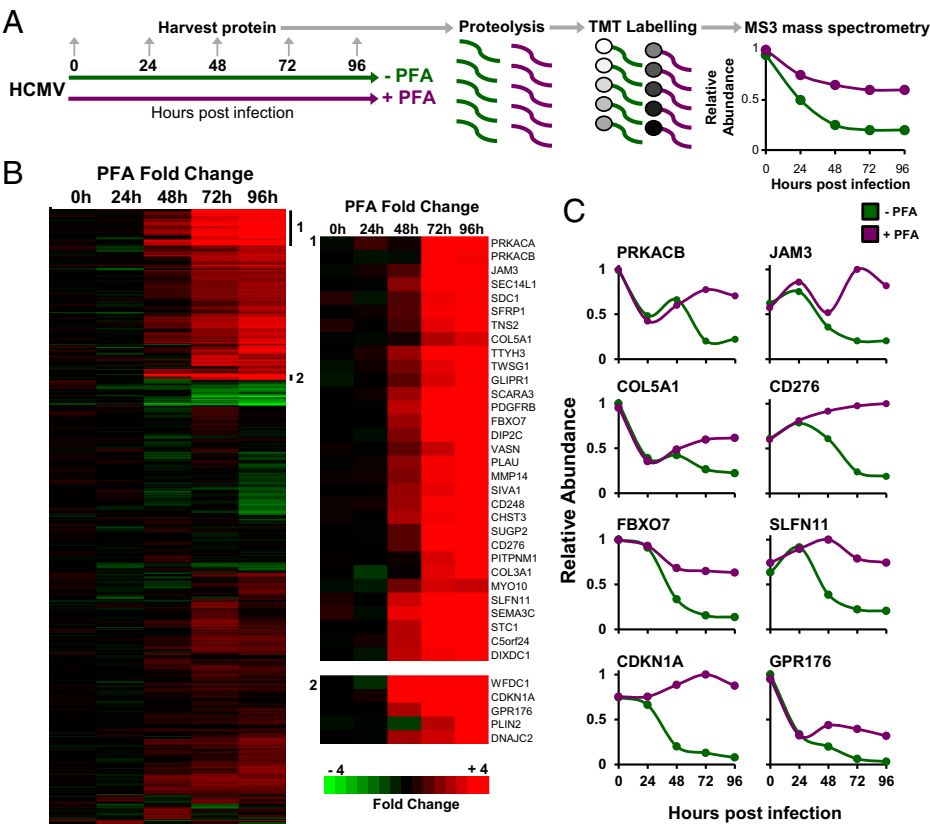 A
Harvest protein
Proteolysis
TMT Labelling
MS3 mass spectrometry
0 24 48 72 96
HCMV
- PFA
+ PFA
Hours post infection
Relative Abundance
1
0.5
0
0 24 48 72 96
Hours post infection
B
PFA Fold Change
0h 24h 48h 72h 96h
1
2
PFA Fold Change
0h 24h 48h 72h 96h
1
PRKACA
PRKACB
JAM3
SEC14L1
SDC1
SFRP1
TNS2
COL5A1
TTYH3
TWSG1
GLIPR1
SCARA3
PDGFRB
FBXO7
DIP2C
VASN
PLAU
MMP14
SIVA1
CD248
CHST3
SUGP2
CD276
PITPNM1
COL3A1
MYO10
SLFN11
SEMA3C
STC1
C5orf24
DIXDC1
2
WFDC1
CDKN1A
GPR176
PLIN2
DNAJC2
- 4
+ 4
Fold Change
C
- PFA
+ PFA
Relative Abundance
PRKACB
1
0.5
0
JAM3
COL5A1
1
0.5
0
CD276
FBXO7
1
0.5
0
SLFN11
CDKN1A
1
0.5
0
0 24 48 72 96
GPR176
0 24 48 72 96
Hours post infection